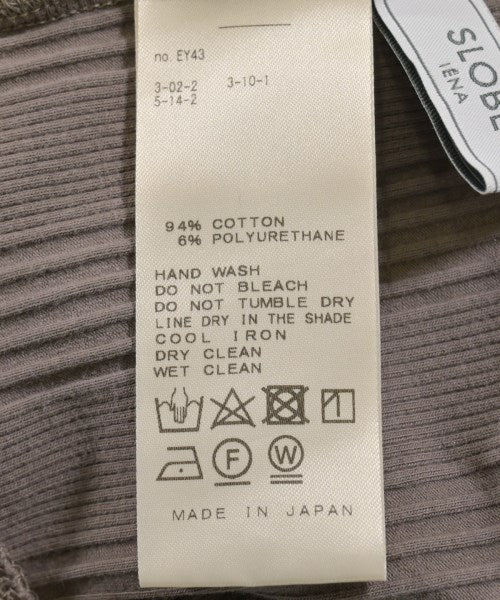 no. EY43
3-02-2 3-10-1
5-14-2
SLOBE
IÉNA
94% COTTON
6% POLYURETHANE
HAND WASH
DO NOT BLEACH
DO NOT TUMBLE DRY
LINE DRY IN THE SHADE
COOL IRON
DRY CLEAN
WET CLEAN
F W
MADE IN JAPAN